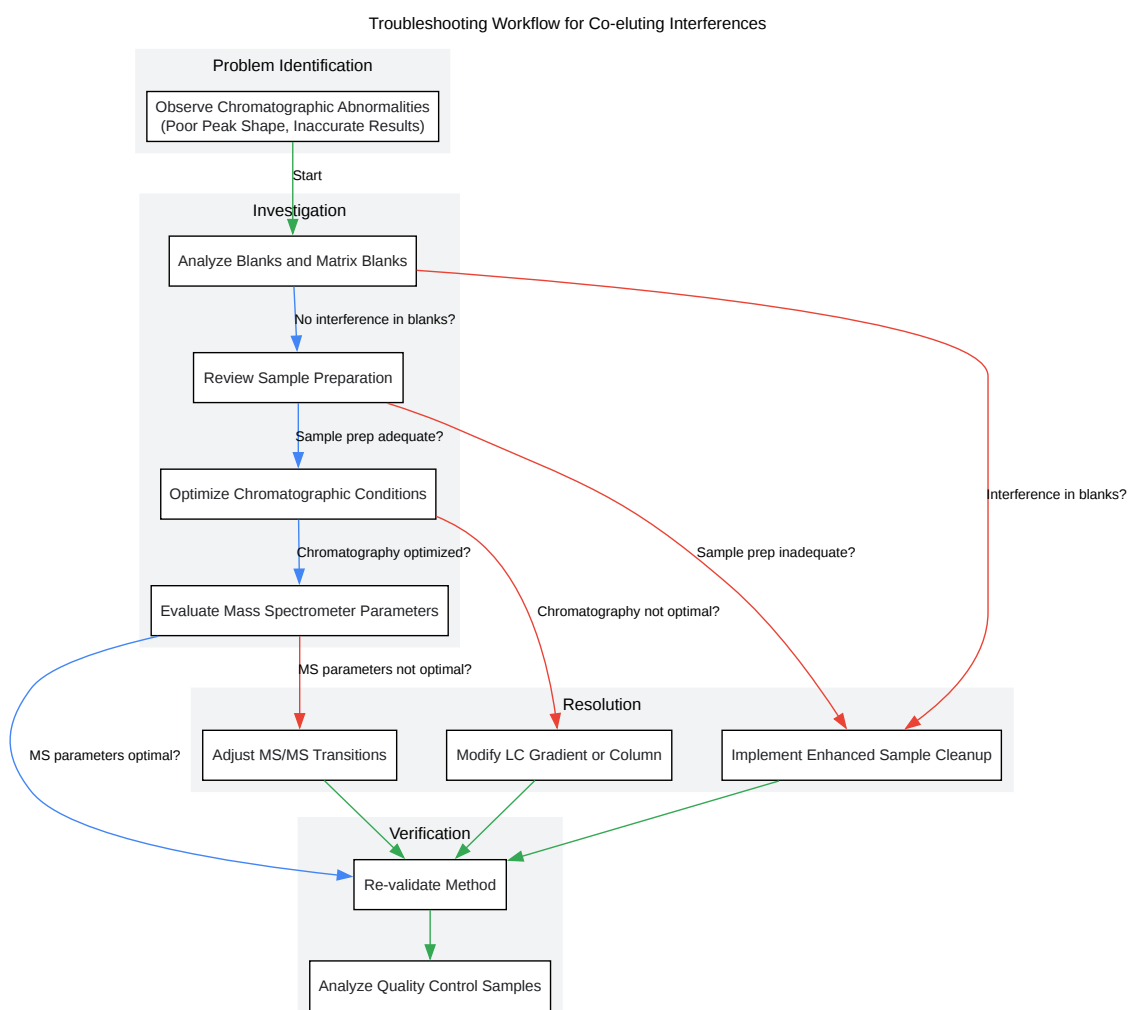 Troubleshooting Workflow for Co-eluting Interferences
Problem Identification
Observe Chromatographic Abnormalities
(Poor Peak Shape, Inaccurate Results)
Start
Investigation
Analyze Blanks and Matrix Blanks
No interference in blanks?
Review Sample Preparation
Sample prep adequate?
Optimize Chromatographic Conditions
Interference in blanks?
Chromatography optimized?
Sample prep inadequate?
Evaluate Mass Spectrometer Parameters
Chromatography not optimal?
MS parameters not optimal?
Resolution
MS parameters optimal?
Adjust MS/MS Transitions
Modify LC Gradient or Column
Implement Enhanced Sample Cleanup
Verification
Re-validate Method
Analyze Quality Control Samples